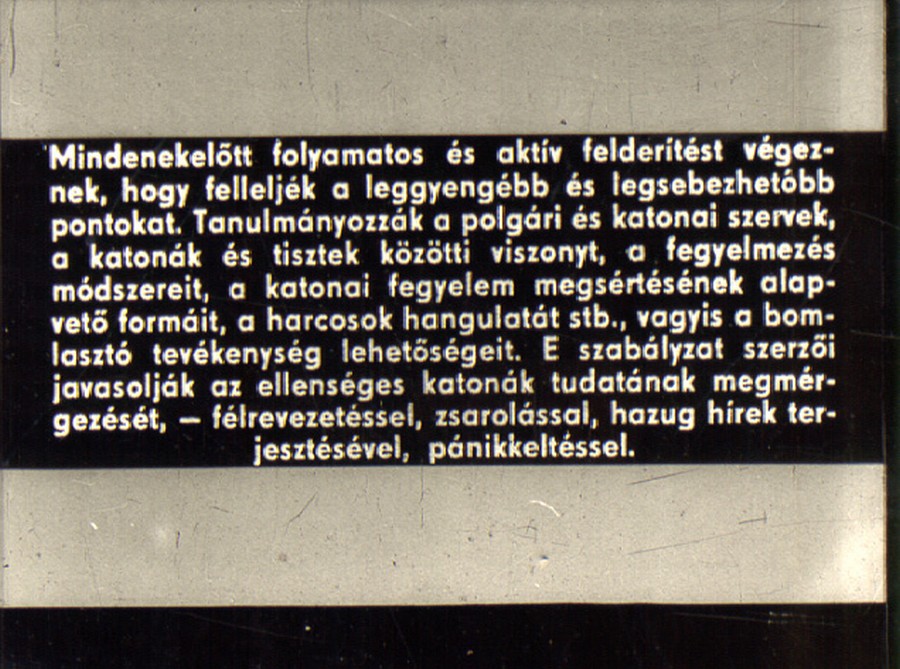 Mindenekelőtt folyamatos és aktív felderítést végez-
nek, hogy felleljék a leggyengébb és legsebezhetőbb
pontokat. Tanulmányozzák a polgári és katonai szervek,
a katonák és tisztek közötti viszonyt, a fegyelmezés
módszereit, a katonai fegyelem megsértésének alap-
vető formáit, a harcosok hangulatát stb., vagyis a bom-
lasztó tevékenység lehetőségeit. E szabályzat szerzői
javasolják az ellenséges katonák tudatának megmér-
gezését, — félrevezetéssel, zsarolással, hazug hírek ter-
jesztésével, pánikkeltéssel.